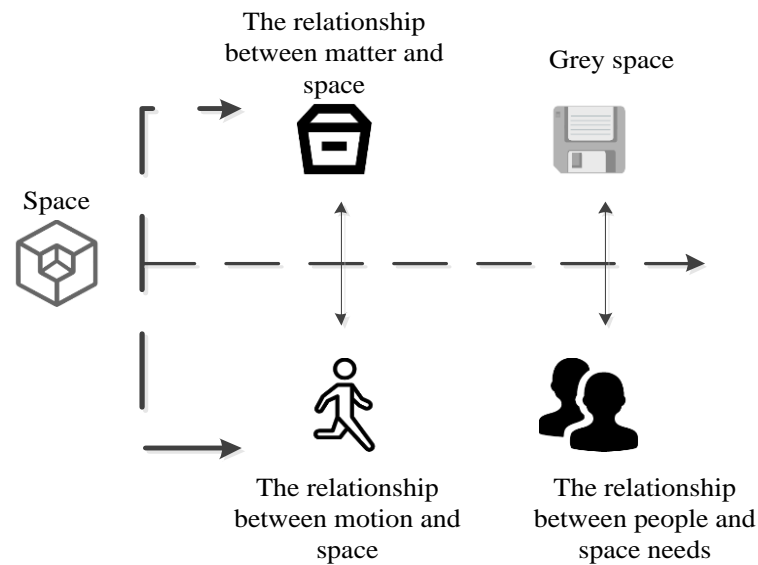 The relationship
between matter and
space
Grey space
Space
The relationship
between motion and
space
The relationship
between people and
space needs